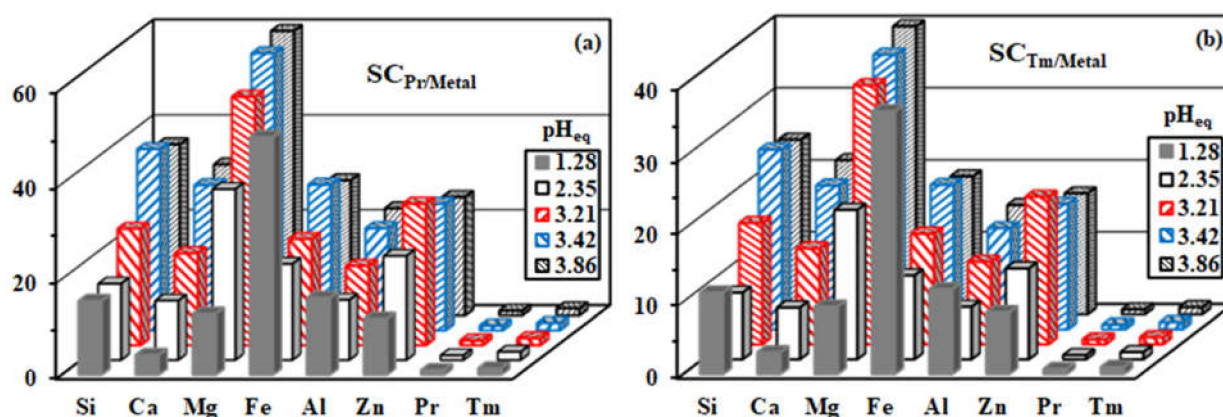 (a)
SCPr/Metal
60
40
20
0
pHeq
1.28
2.35
3.21
3.42
3.86
Si Ca Mg Fe Al Zn Pr Tm
(b)
SCTm/Metal
40
30
20
10
0
pHeq
1.28
2.35
3.21
3.42
3.86
Si Ca Mg Fe Al Zn Pr Tm